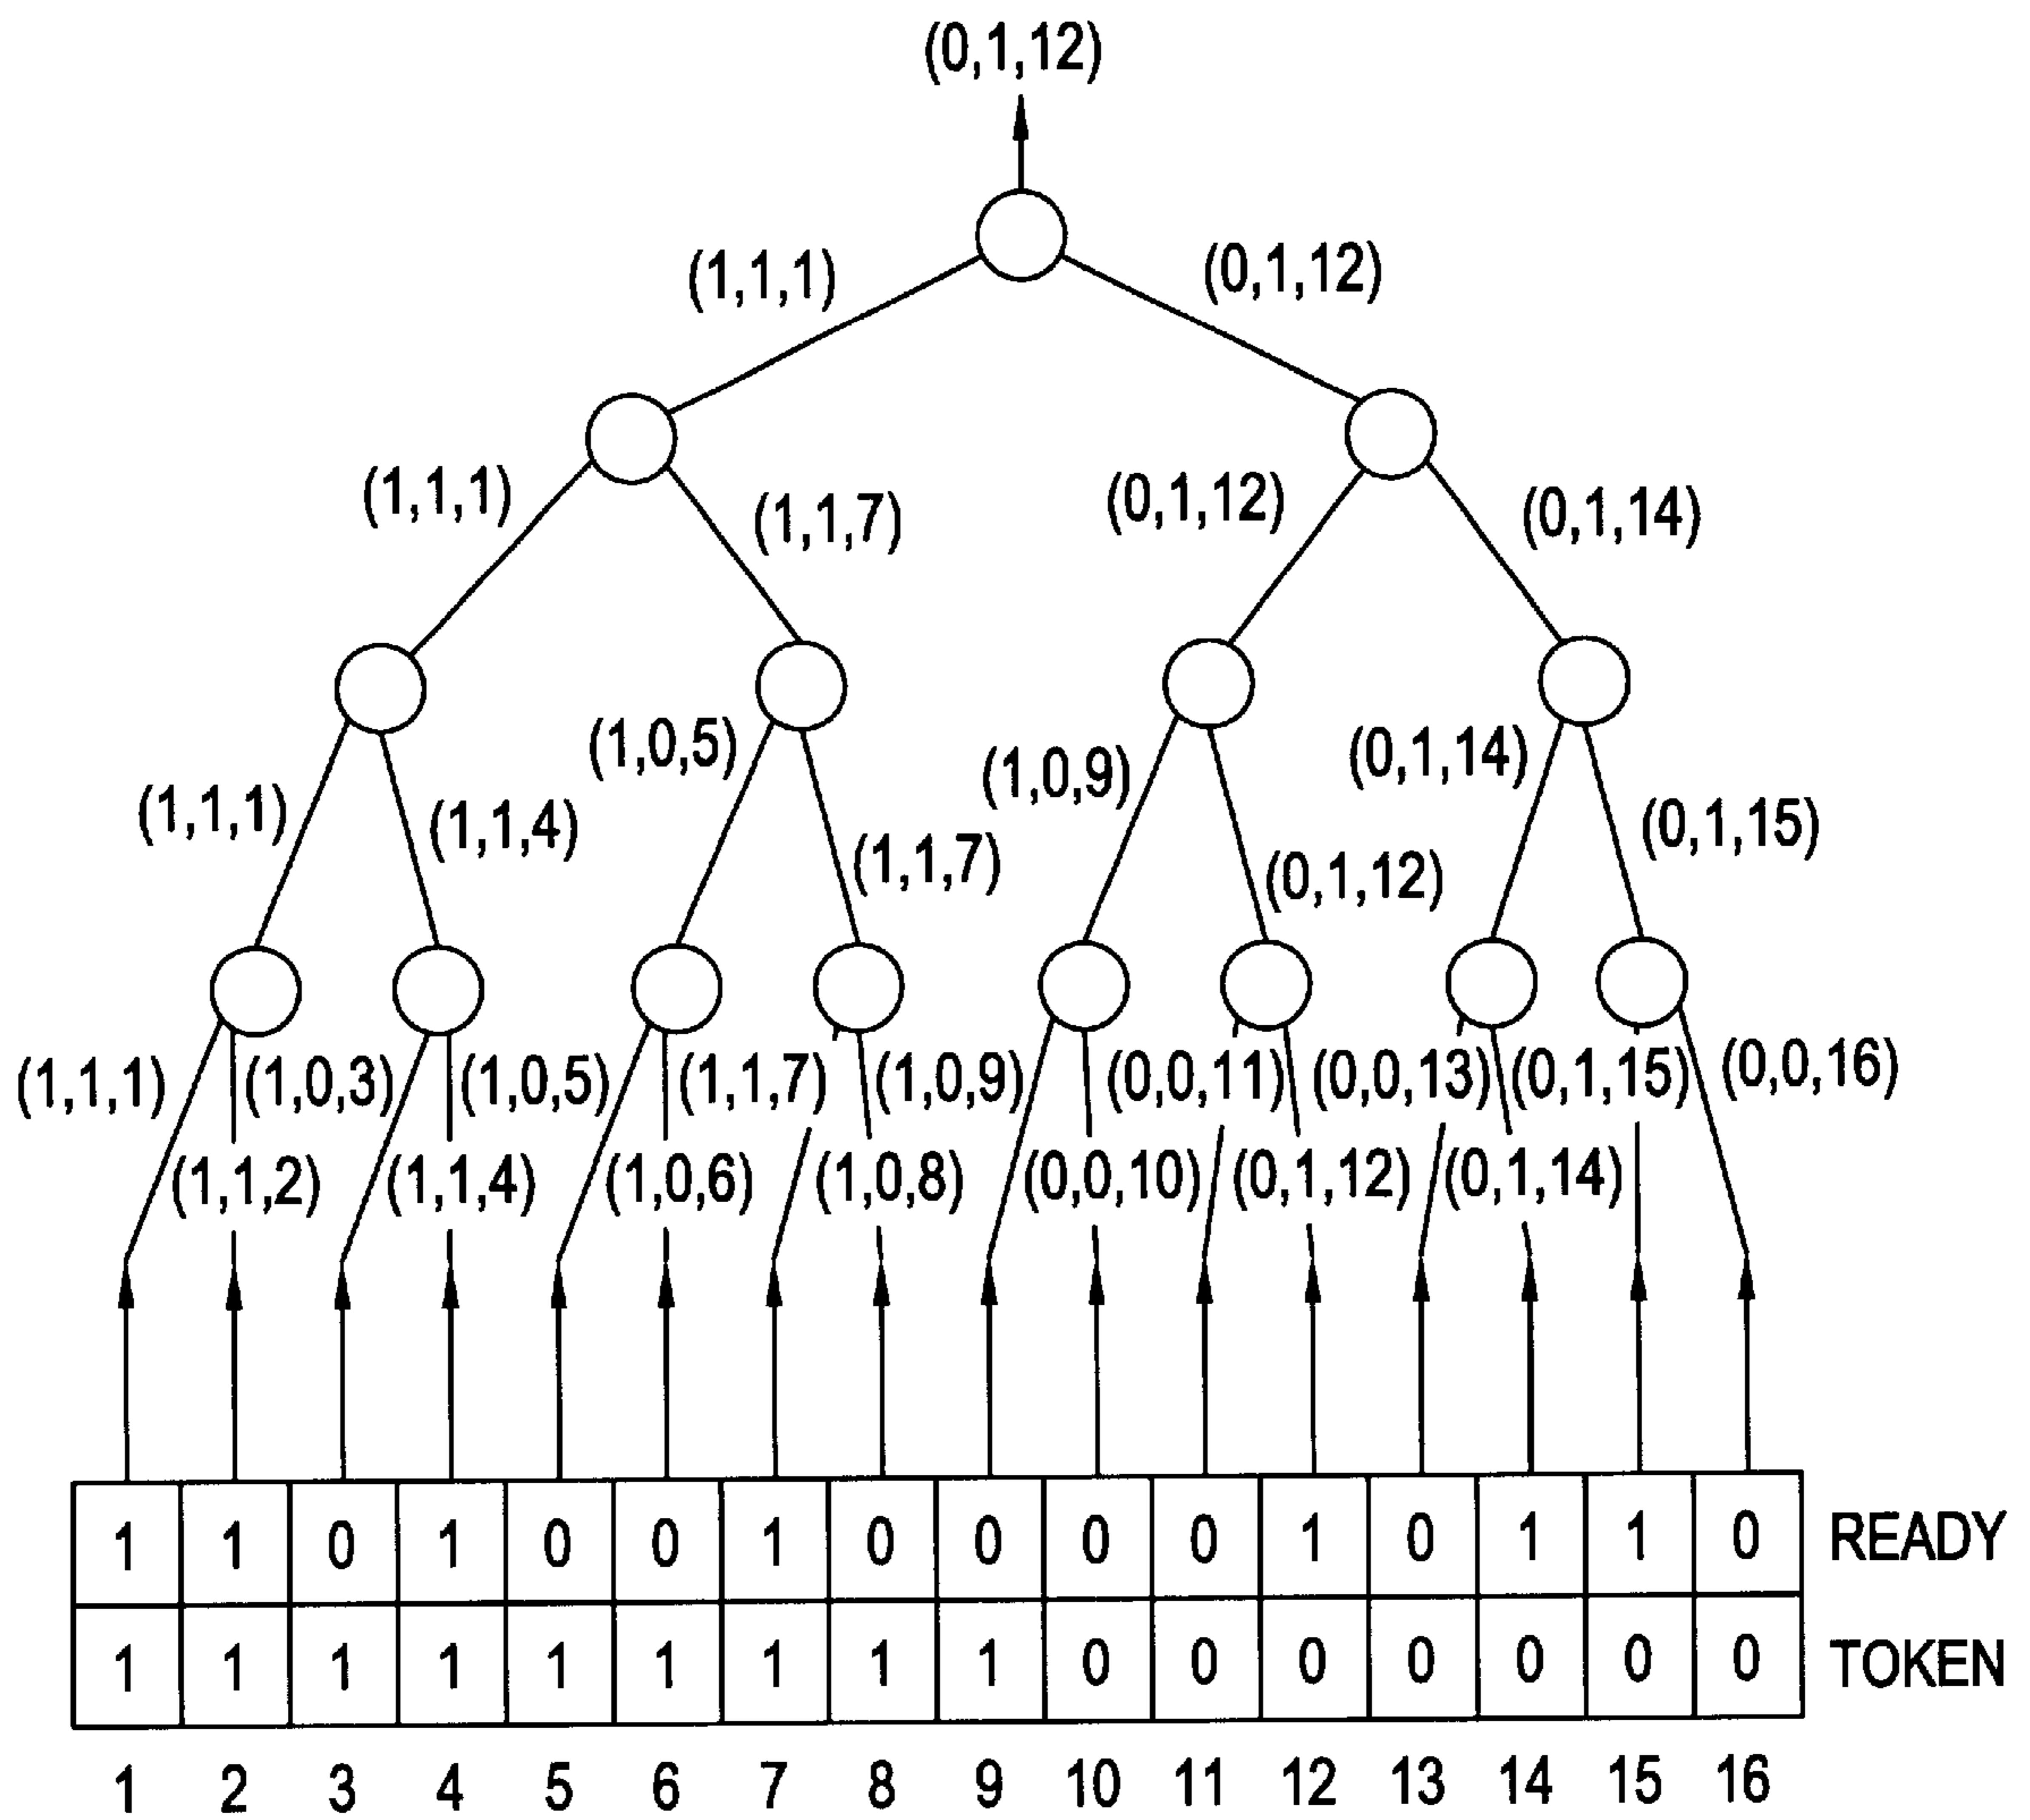 (0,1,12)
(1,1,1) (0,1,12)
(1,1,1) (1,1,7) (0,1,12) (0,1,14)
(1,1,1) (1,1,4) (1,0,5) (1,1,7) (1,0,9) (0,1,12) (0,1,14) (0,1,15)
(1,1,1) (1,0,3) (1,0,5) (1,1,7) (1,0,9) (0,0,11) (0,0,13) (0,1,15) (0,0,16)
(1,1,2) (1,1,4) (1,0,6) (1,0,8) (0,0,10) (0,1,12) (0,1,14)
1 1 0 1 0 0 1 0 0 0 0 1 0 1 1 0 READY
1 1 1 1 1 1 1 1 1 0 0 0 0 0 0 0 TOKEN
1 2 3 4 5 6 7 8 9 10 11 12 13 14 15 16